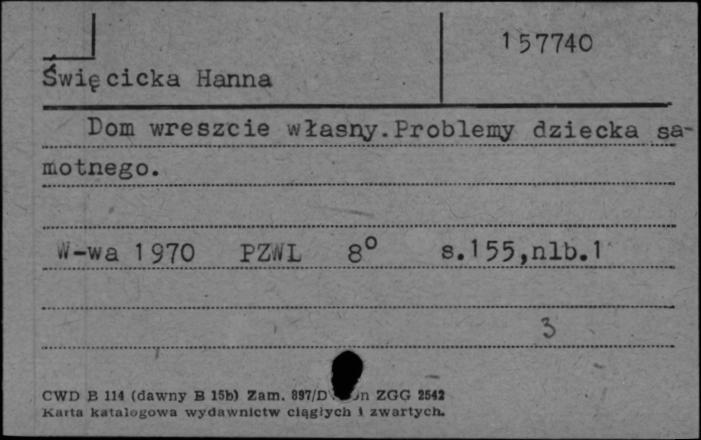 157740
Święcicka Hanna
Dom wreszcie własny.Problemy dziecka sa-
motnego.
W-wa 1970 PZWL 8° s.155,nlb.1
3
CWD B 114 (dawny B 15b) Zam. 897/D ZGG 2542
Karta katalogowa wydawnictw ciągłych i zwartych.